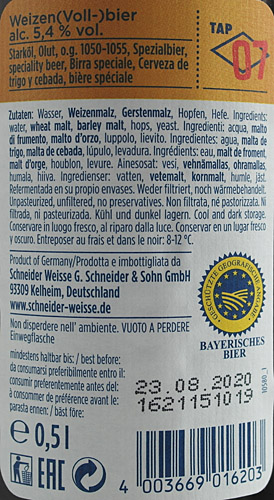 Weizen(Voll-)bier
alc. 5,4 % vol.
TAP
07
Starköl, Olut, o.g. 1050-1055, Spezialbier,
speciality beer, Birra speciale, Cerveza de
trigo y cebada, bière spéciale
Zutaten: Wasser, Weizenmalz, Gerstenmalz, Hopfen, Hefe. Ingredients:
water, wheat malt, barley malt, hops, yeast. Ingredienti: acqua, malto
di frumento, malto d'orzo, luppolo, lievito. Ingredientes: agua, malta de
trigo, malta de cebada, lúpulo, levadura. Ingrédients: eau, malt de froment,
malt d'orge, houblon, levure. Ainesosat: vesi, vehnämallas, ohramallas,
humala, hiiva. Ingredienser: vatten, vetemalt, kornmalt, humle, jäst.
Refermentada en su propio envases. Weder filtriert, noch wärmebehandelt.
Unpasteurized, unfiltered, no preservatives. Non filtrata, né pastorizzata. Ni
filtrada, ni pasteurizada. Kühl und dunkel lagern. Cool and dark storage.
Conservare in luogo fresco, al riparo dalla luce. Conservar en un lugar fresco
y oscuro. Entreposer au frais et dans le noir: 8-12 °C.
Product of Germany/Prodotta e imbottigliata da
Schneider Weisse G. Schneider & Sohn GmbH
93309 Kelheim, Deutschland
www.schneider-weisse.de
GESCHÜTZTE GEOGRAFISCHE ANGABE
BAYERISCHES
BIER
Non disperdere nell' ambiente. VUOTO A PERDERE
Einwegflasche
mindestens haltbar bis: / best before:
da consumarsi preferibilmente entro il:
consumir preferentemente antes del:
à consommer de préférence avant le:
parasta ennen: / bäst före:
23.08.2020
1621151019
10580_1
e 0,5 l
EAC
4 003669 016203